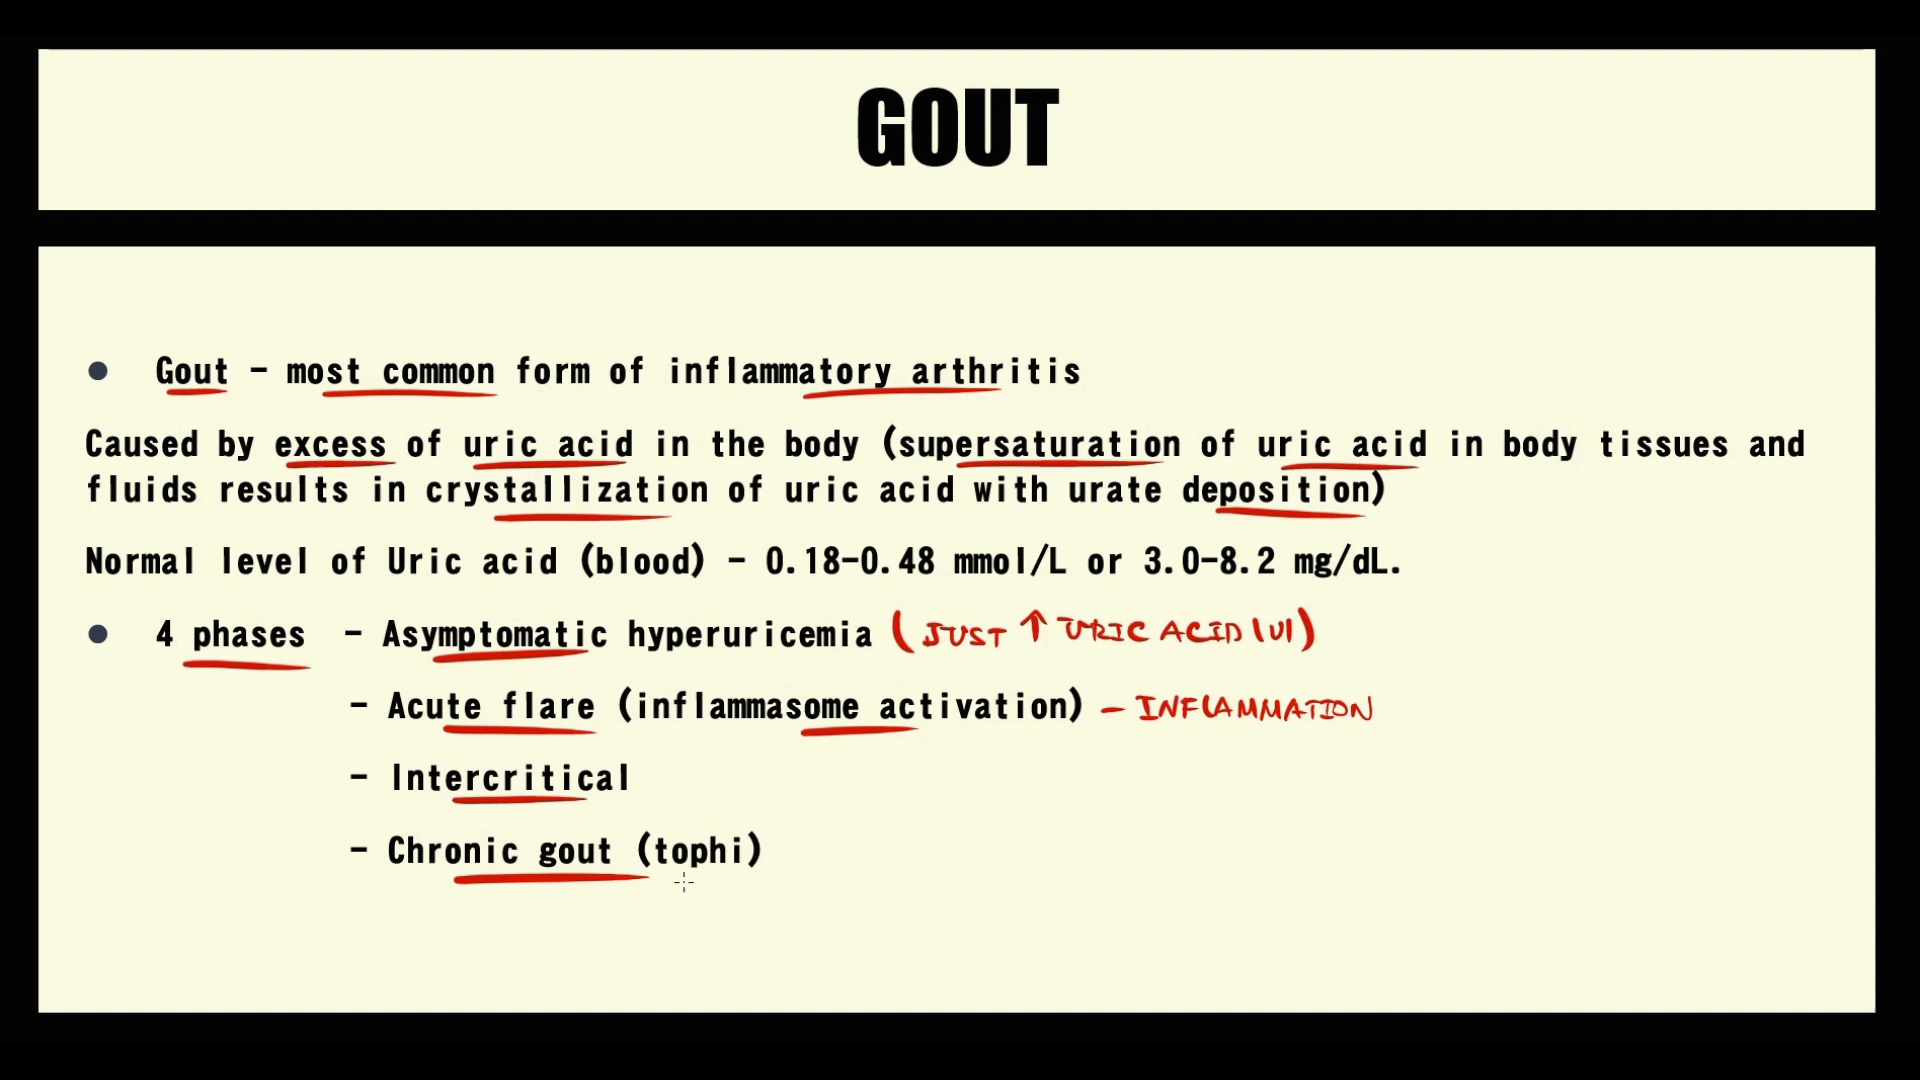 GOUT
Gout - most common form of inflammatory arthritis
Caused by excess of uric acid in the body (supersaturation of uric acid in body tissues and
fluids results in crystallization of uric acid with urate deposition)
Normal level of Uric acid (blood) - 0.18-0.48 mmol/L or 3.0-8.2 mg/dL.
4 phases - Asymptomatic hyperuricemia (JUST ↑ URIC ACID)
- Acute flare (inflammasome activation) - INFLAMMATION
- Intercritical
- Chronic gout (tophi)